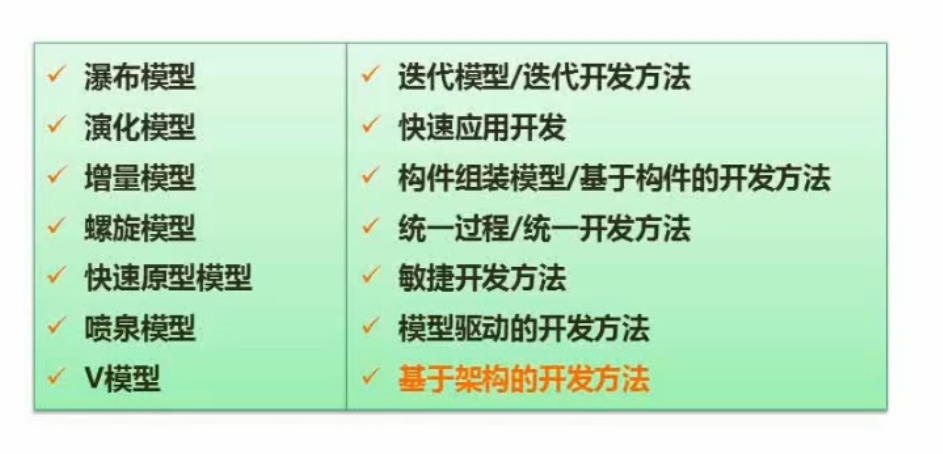 瀑布模型
演化模型
增量模型
螺旋模型
快速原型模型
喷泉模型
V模型
迭代模型/迭代开发方法
快速应用开发
构件组装模型/基于构件的开发方法
统一过程/统一开发方法
敏捷开发方法
模型驱动的开发方法
基于架构的开发方法